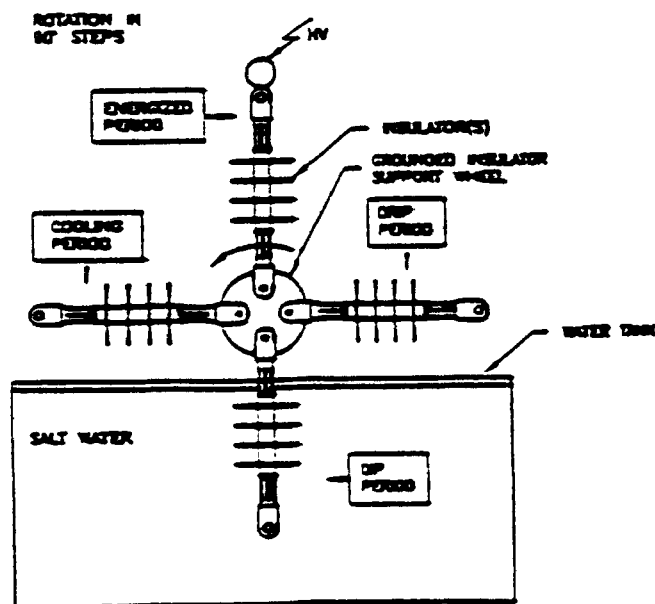 ROTATION IN
90° STEPS
HV
ENERGIZED
PERIOD
INSULATOR(S)
GROUNDED INSULATOR
SUPPORT WHEEL
COOLING
PERIOD
DRIP
PERIOD
WATER TANK
SALT WATER
DIP
PERIOD